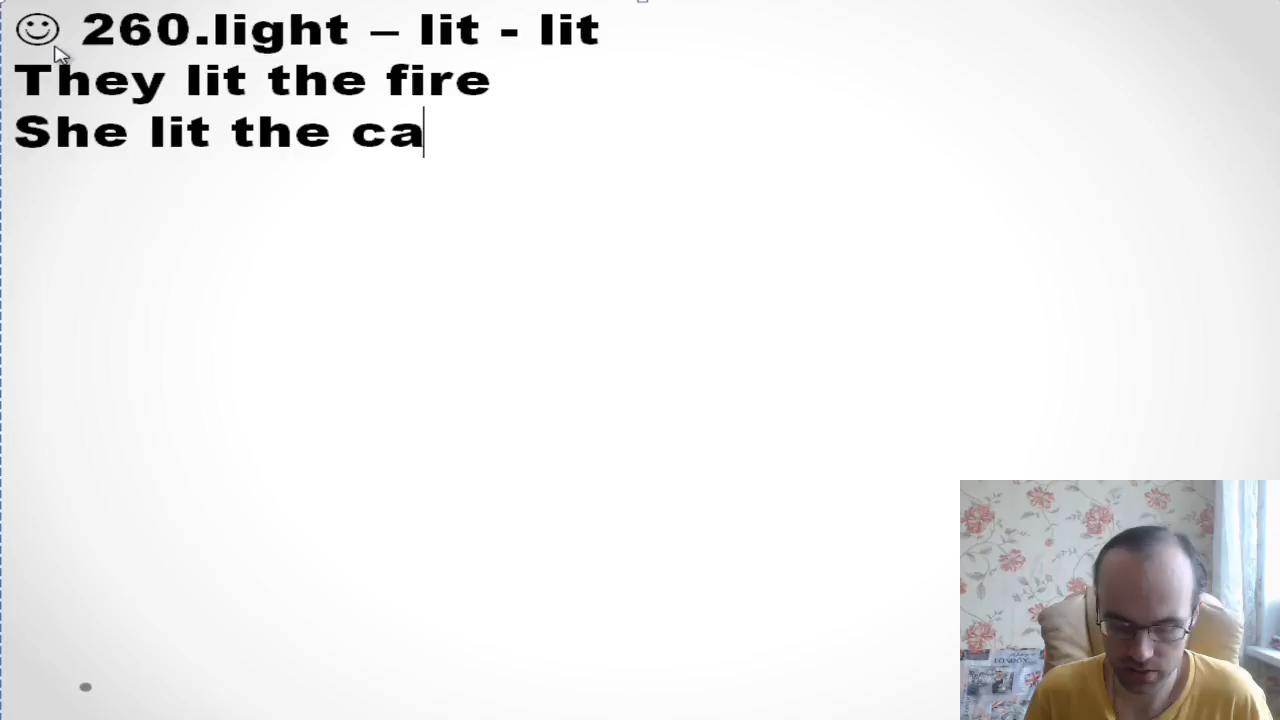 ☺ 260.light – lit - lit
They lit the fire
She lit the ca